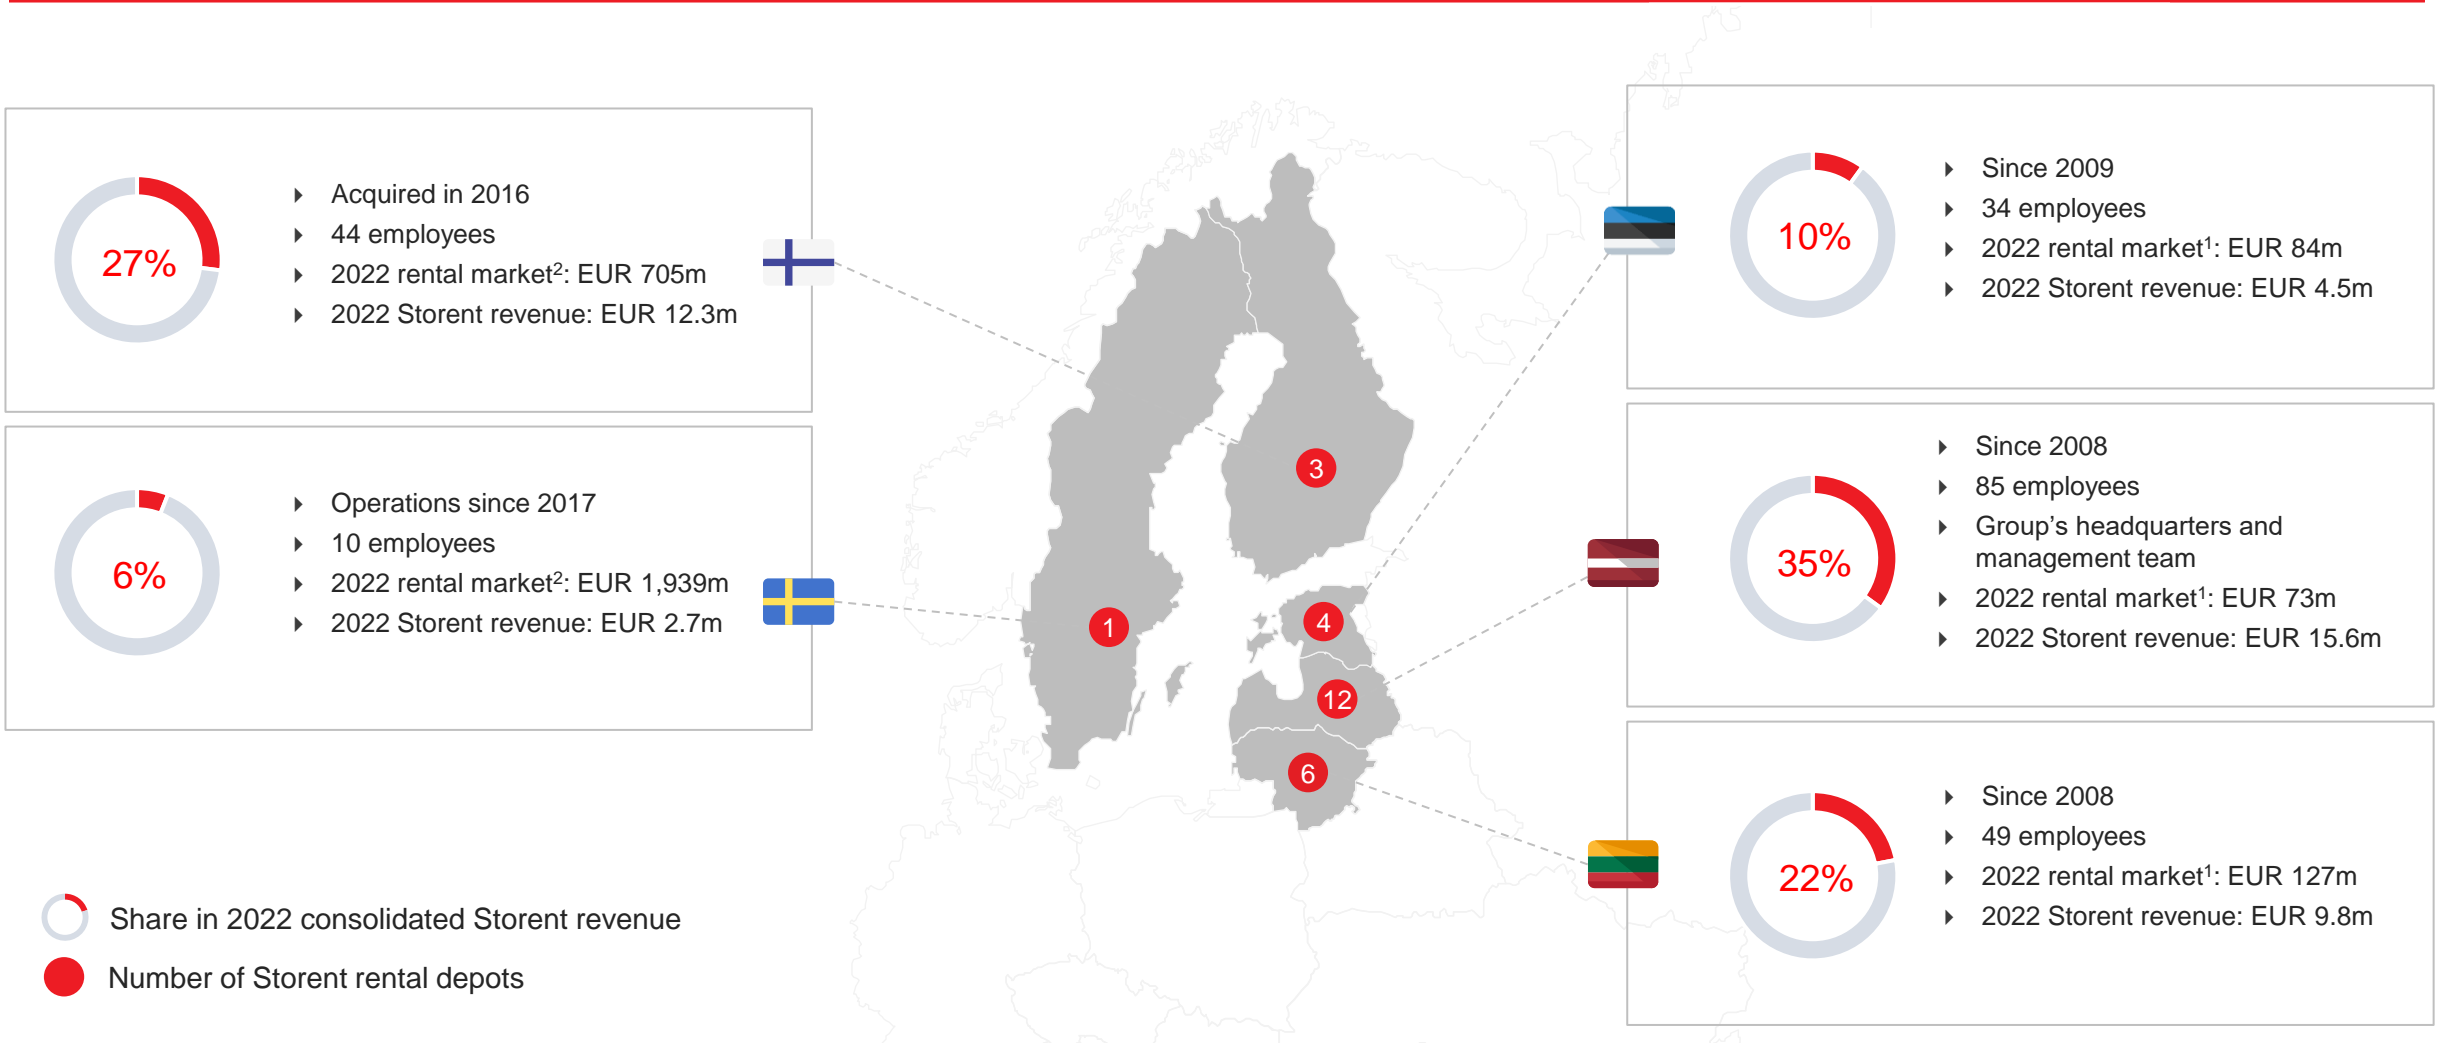 27%
Acquired in 2016
44 employees
2022 rental market²: EUR 705m
2022 Storent revenue: EUR 12.3m
6%
Operations since 2017
10 employees
2022 rental market²: EUR 1,939m
2022 Storent revenue: EUR 2.7m
Share in 2022 consolidated Storent revenue
Number of Storent rental depots
3
1
4
12
6
10%
Since 2009
34 employees
2022 rental market¹: EUR 84m
2022 Storent revenue: EUR 4.5m
35%
Since 2008
85 employees
Group’s headquarters and
management team
2022 rental market¹: EUR 73m
2022 Storent revenue: EUR 15.6m
22%
Since 2008
49 employees
2022 rental market¹: EUR 127m
2022 Storent revenue: EUR 9.8m